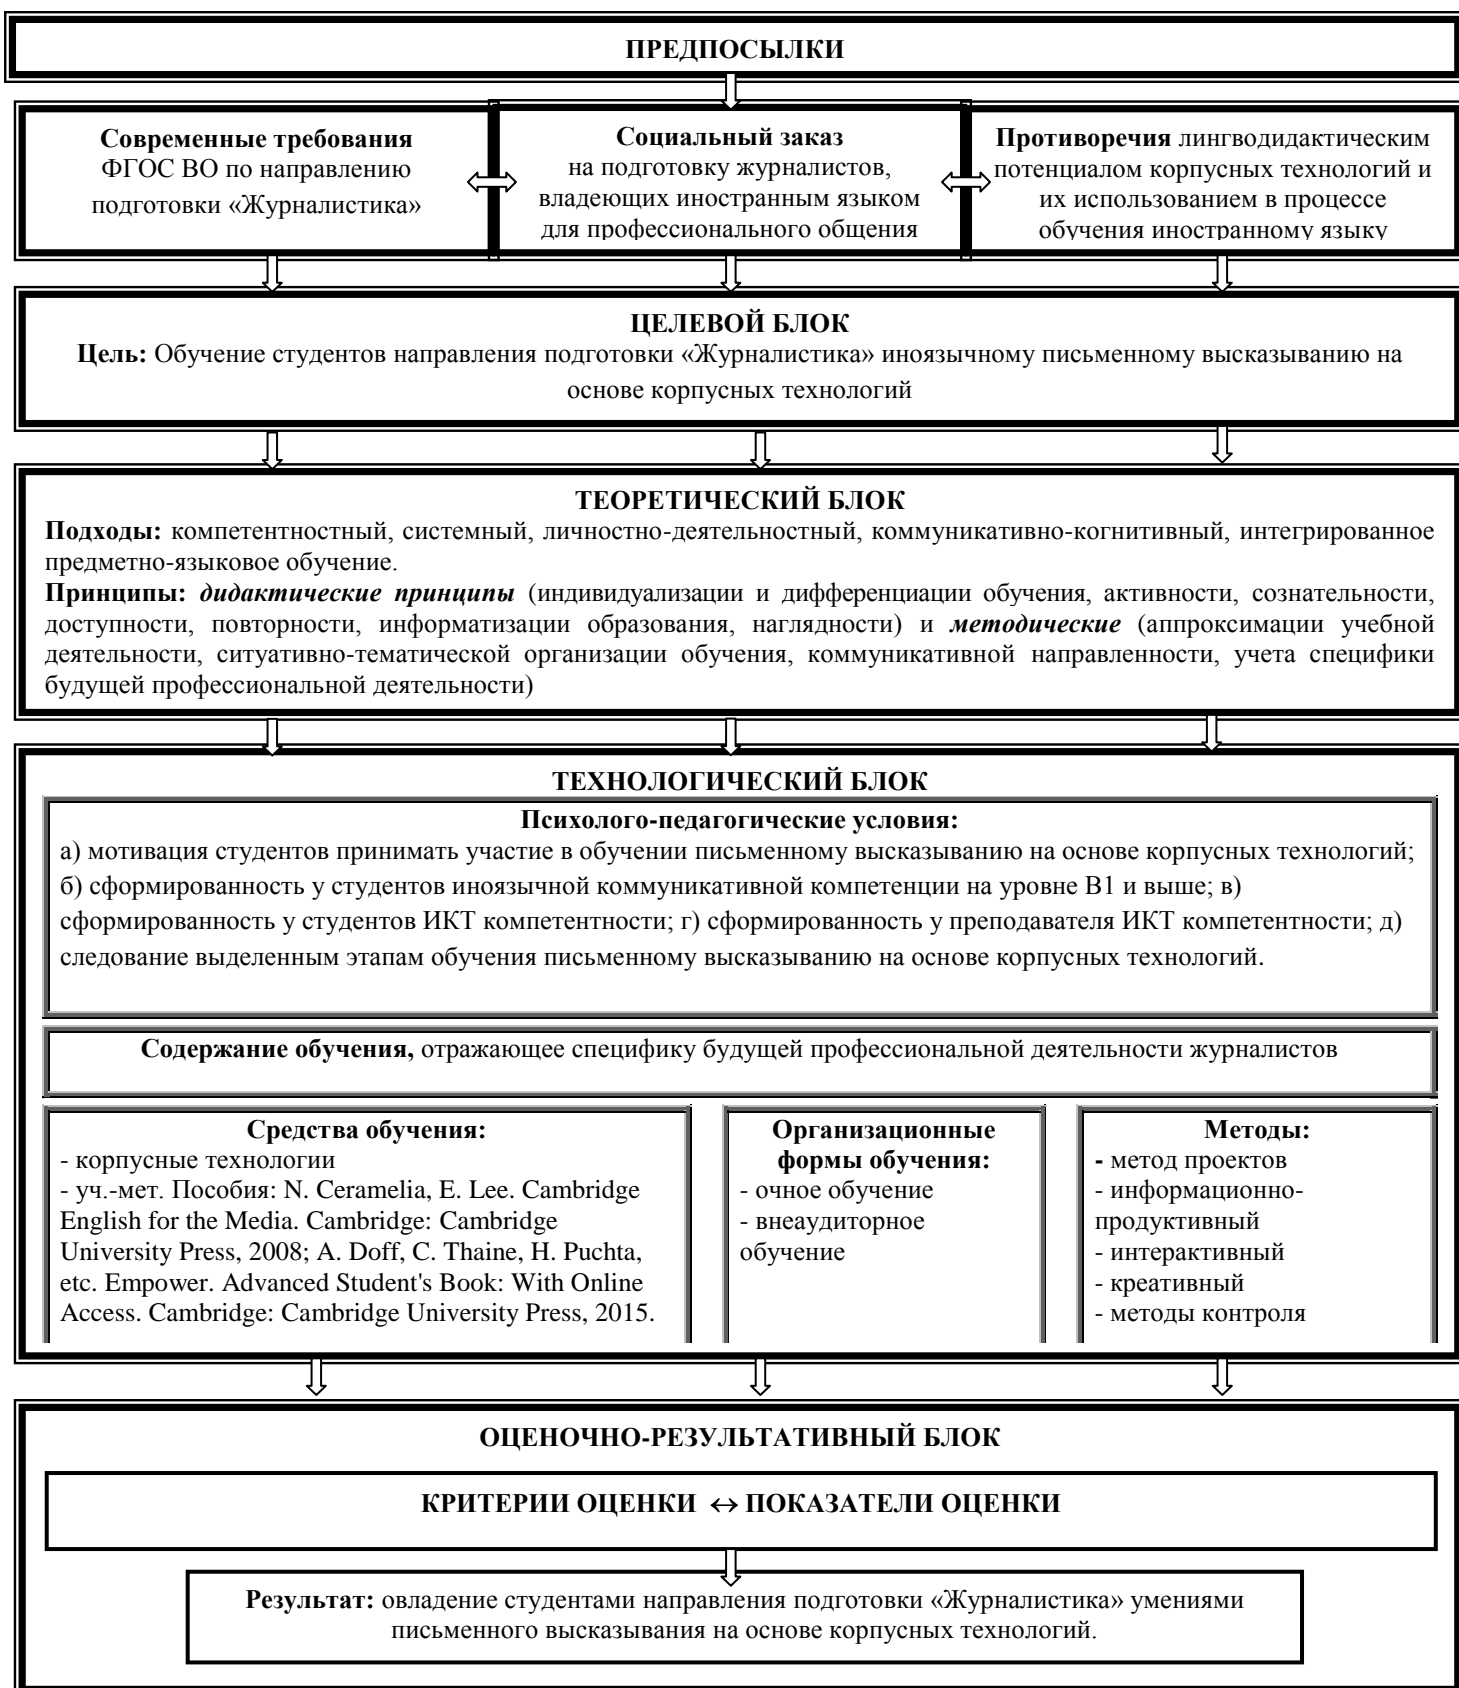 ПРЕДПОСЫЛКИ
Современные требования
ФГОС ВО по направлению
подготовки «Журналистика»
Социальный заказ
на подготовку журналистов,
владеющих иностранным языком
для профессионального общения
Противоречия лингводидактическим
потенциалом корпусных технологий и
их использованием в процессе
обучения иностранному языку
ЦЕЛЕВОЙ БЛОК
Цель: Обучение студентов направления подготовки «Журналистика» иноязычному письменному высказыванию на
основе корпусных технологий
ТЕОРЕТИЧЕСКИЙ БЛОК
Подходы: компетентностный, системный, личностно-деятельностный, коммуникативно-когнитивный, интегрированное
предметно-языковое обучение.
Принципы: дидактические принципы (индивидуализации и дифференциации обучения, активности, сознательности,
доступности, повторности, информатизации образования, наглядности) и методические (аппроксимации учебной
деятельности, ситуативно-тематической организации обучения, коммуникативной направленности, учета специфики
будущей профессиональной деятельности)
ТЕХНОЛОГИЧЕСКИЙ БЛОК
Психолого-педагогические условия:
а) мотивация студентов принимать участие в обучении письменному высказыванию на основе корпусных технологий;
б) сформированность у студентов иноязычной коммуникативной компетенции на уровне В1 и выше; в)
сформированность у студентов ИКТ компетентности; г) сформированность у преподавателя ИКТ компетентности; д)
следование выделенным этапам обучения письменному высказыванию на основе корпусных технологий.
Содержание обучения, отражающее специфику будущей профессиональной деятельности журналистов
Средства обучения:
- корпусные технологии
- уч.-мет. Пособия: N. Ceramelia, E. Lee. Cambridge
English for the Media. Cambridge: Cambridge
University Press, 2008; A. Doff, C. Thaine, H. Puchta,
etc. Empower. Advanced Student's Book: With Online
Access. Cambridge: Cambridge University Press, 2015.
Организационные
формы обучения:
- очное обучение
- внеаудиторное
обучение
Методы:
- метод проектов
- информационно-
продуктивный
- интерактивный
- креативный
- методы контроля
ОЦЕНОЧНО-РЕЗУЛЬТАТИВНЫЙ БЛОК
КРИТЕРИИ ОЦЕНКИ ↔ ПОКАЗАТЕЛИ ОЦЕНКИ
Результат: овладение студентами направления подготовки «Журналистика» умениями
письменного высказывания на основе корпусных технологий.